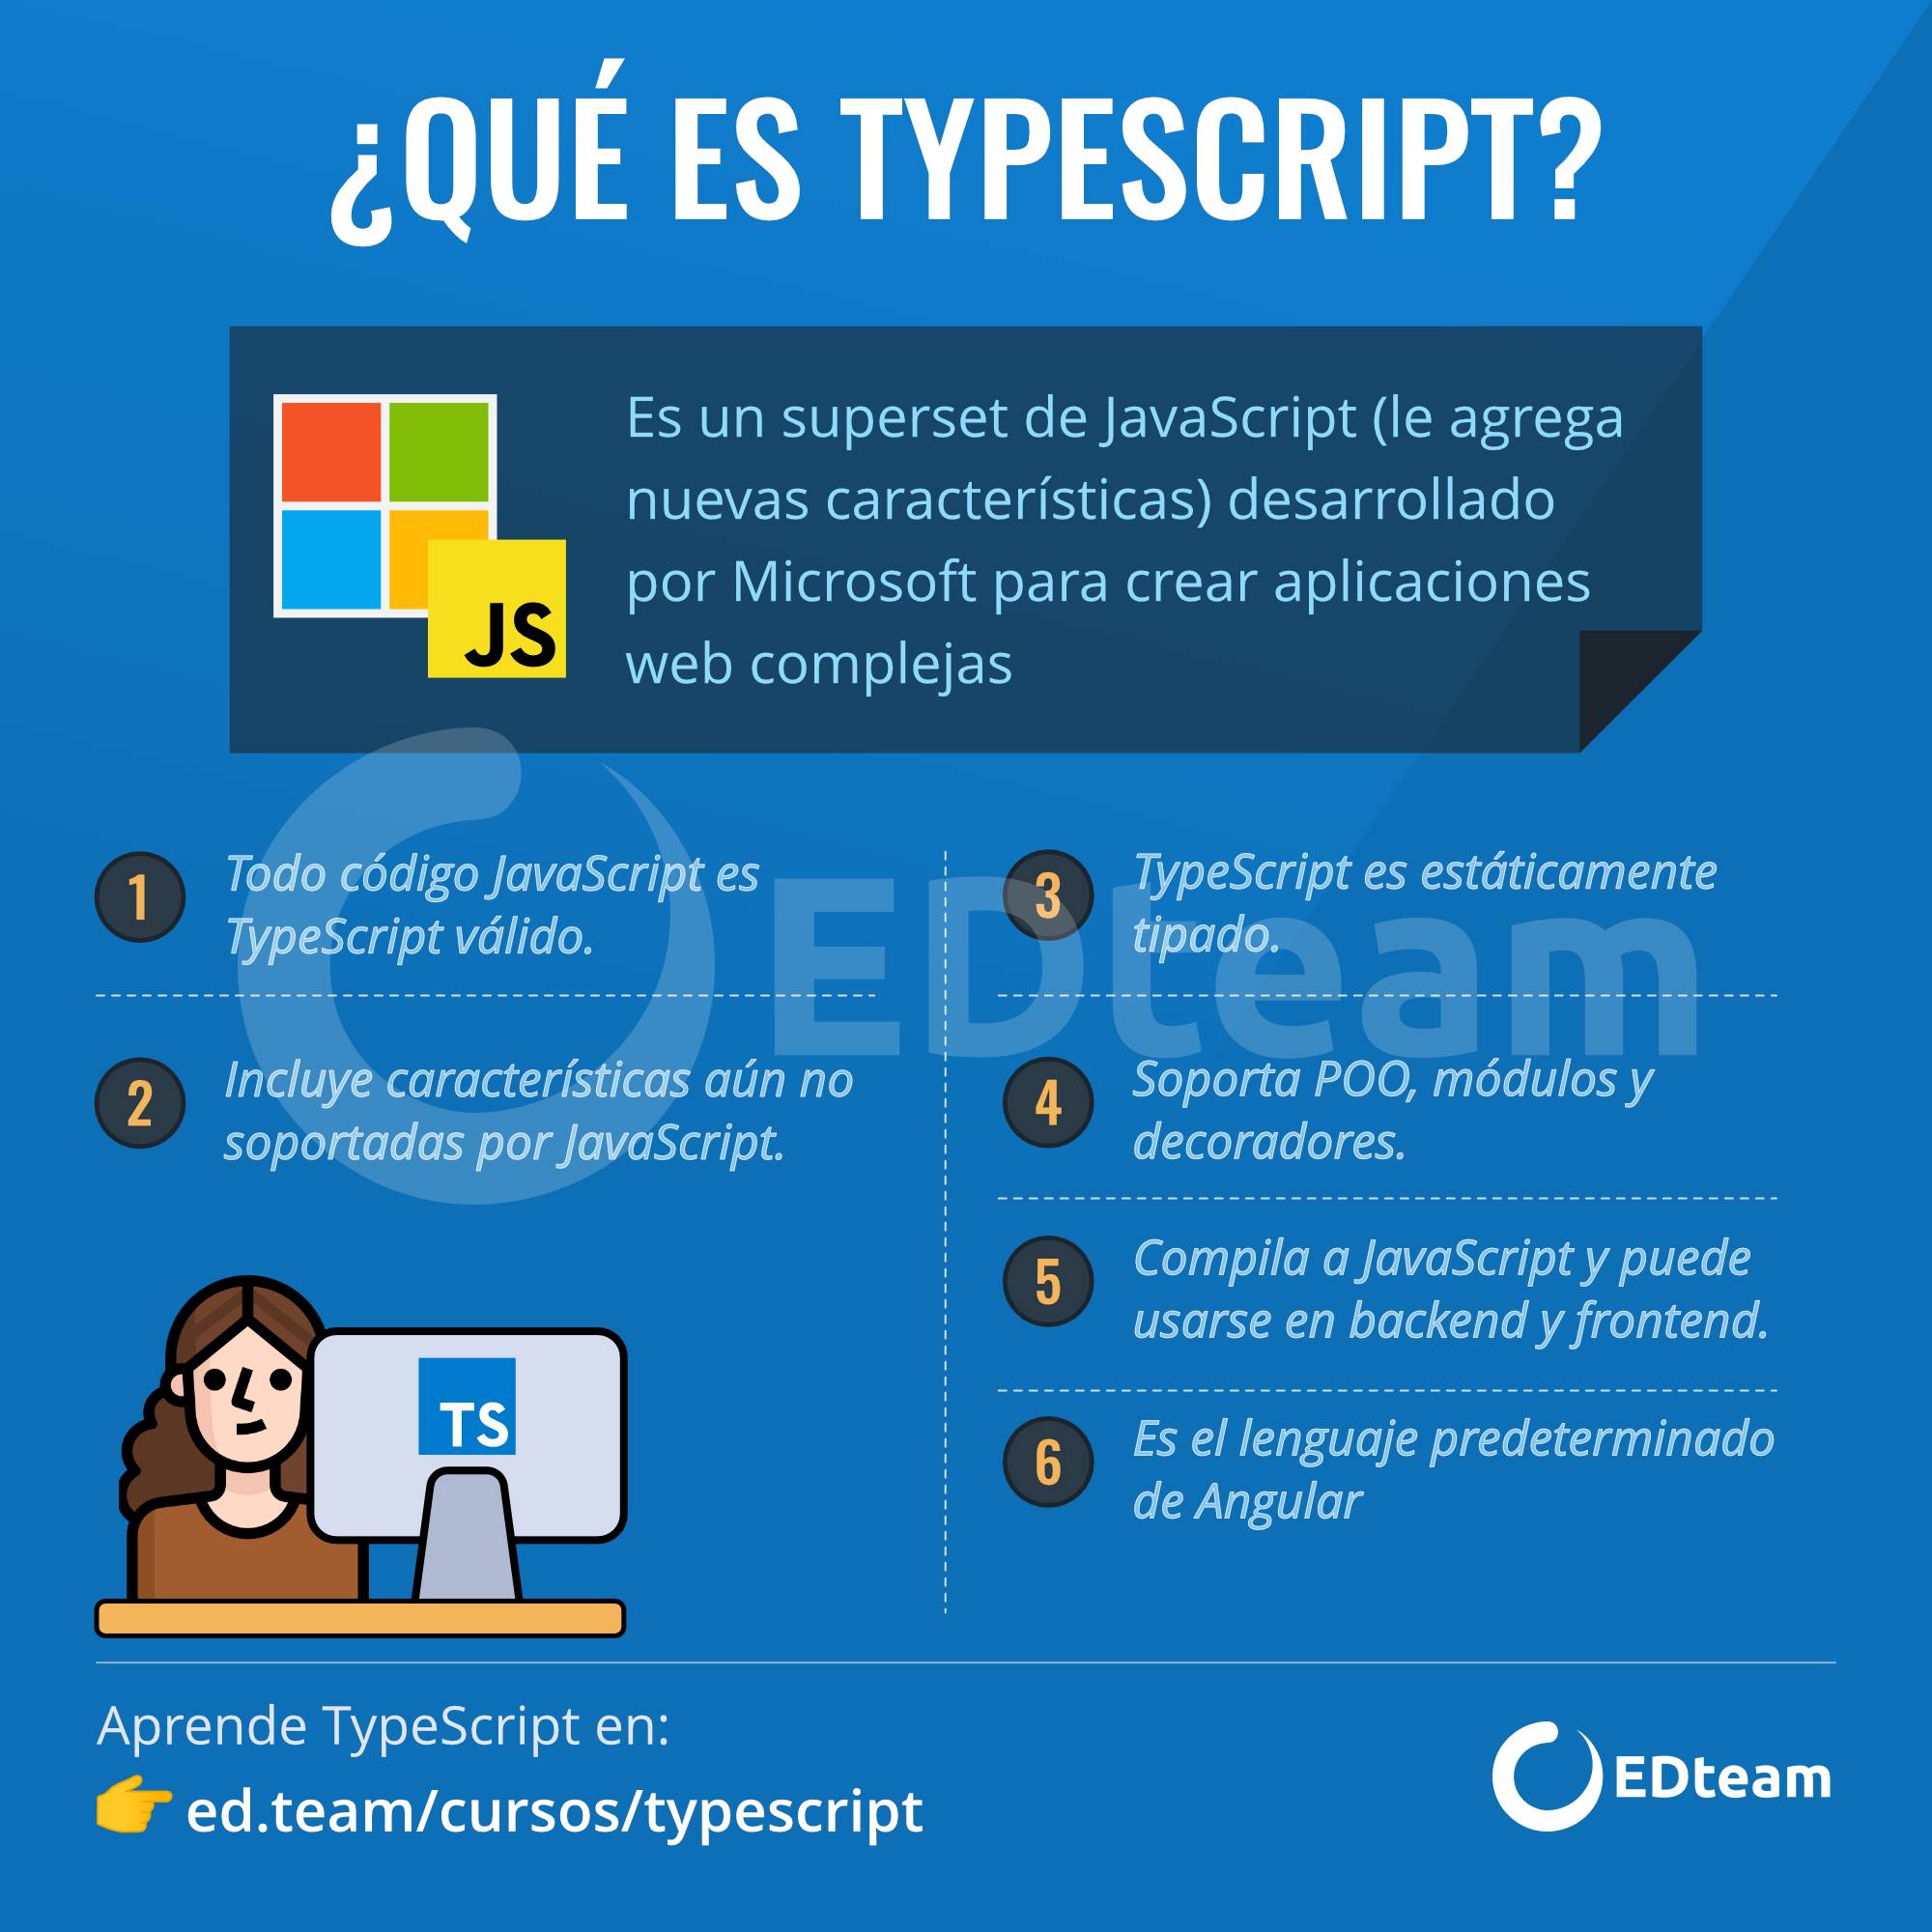 ¿QUÉ ES TYPESCRIPT?
Es un superset de JavaScript (le agrega
nuevas características) desarrollado
por Microsoft para crear aplicaciones
web complejas
JS
1
Todo código JavaScript es
TypeScript válido.
2
Incluye características aún no
soportadas por JavaScript.
3
TypeScript es estáticamente
tipado.
4
Soporta POO, módulos y
decoradores.
5
Compila a JavaScript y puede
usarse en backend y frontend.
6
Es el lenguaje predeterminado
de Angular
EDteam
TS
Aprende TypeScript en:
ed.team/cursos/typescript
EDteam